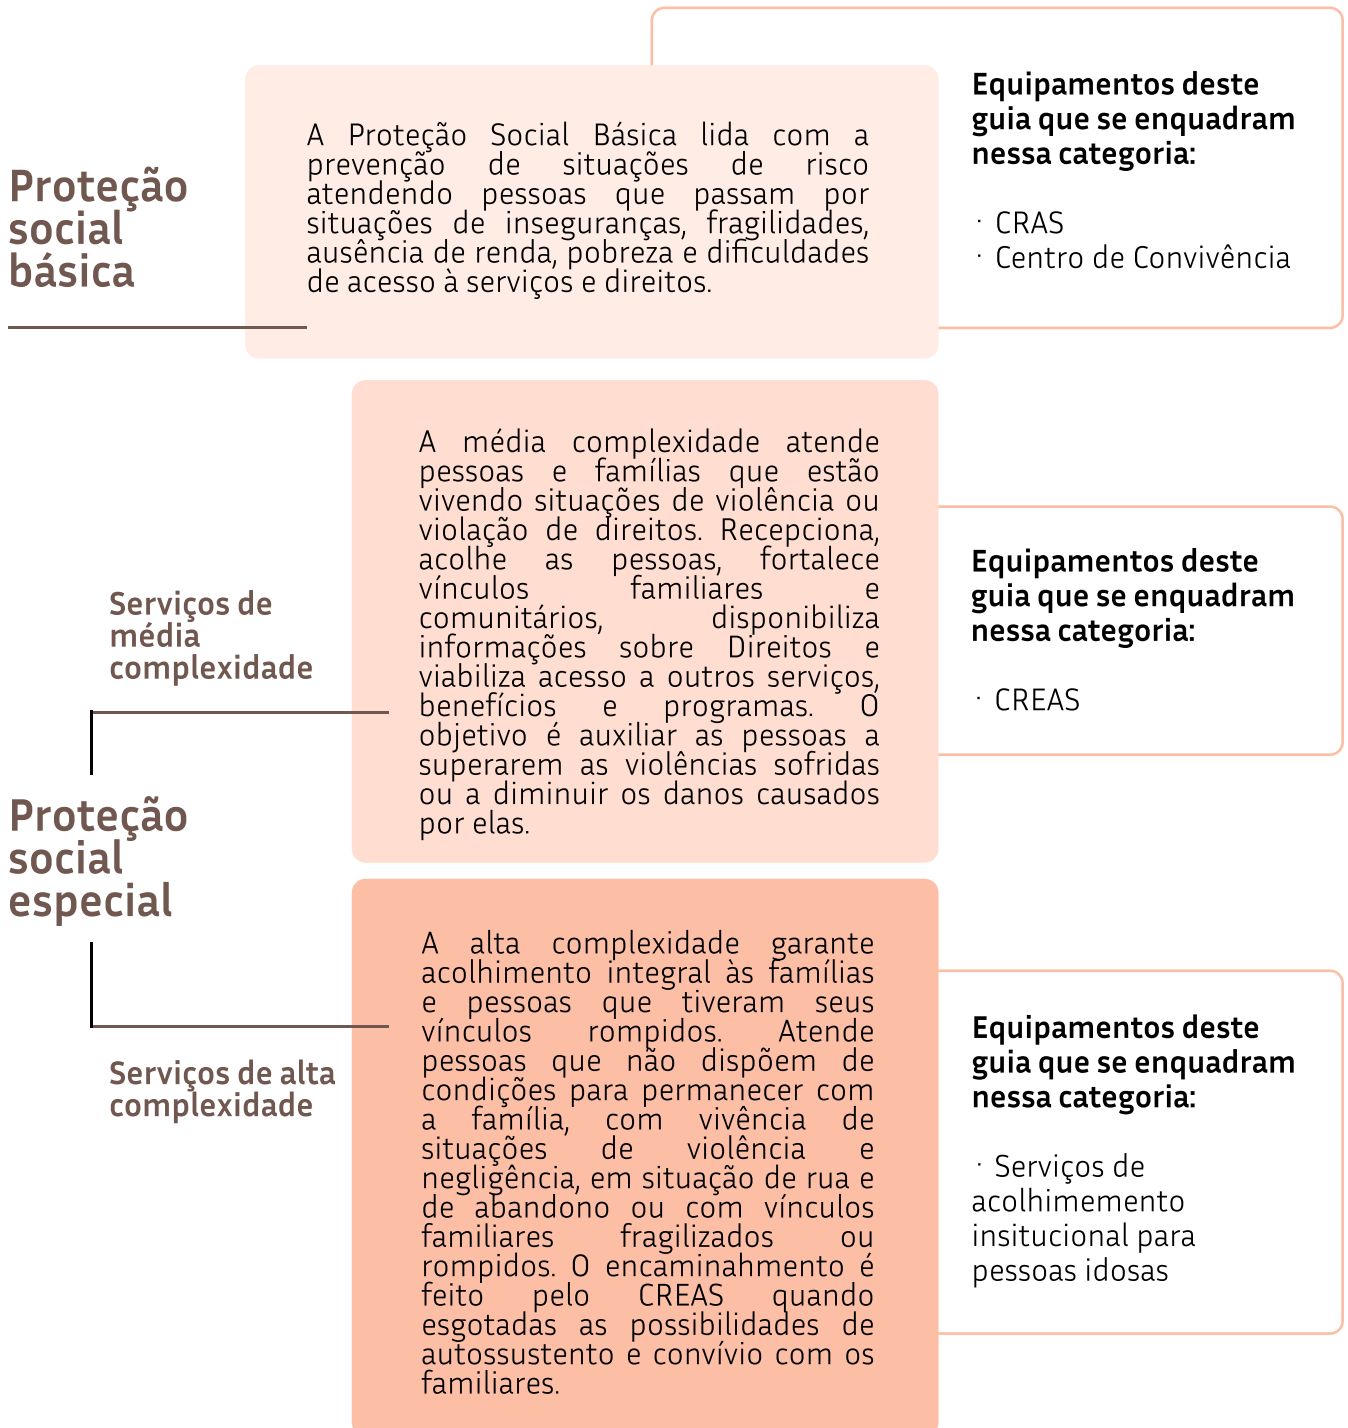 Proteção
social
básica
A Proteção Social Básica lida com a
prevenção de situações de risco
atendendo pessoas que passam por
situações de inseguranças, fragilidades,
ausência de renda, pobreza e dificuldades
de acesso à serviços e direitos.
Equipamentos deste
guia que se enquadram
nessa categoria:
· CRAS
· Centro de Convivência
Proteção
social
especial
Serviços de
média
complexidade
A média complexidade atende
pessoas e famílias que estão
vivendo situações de violência ou
violação de direitos. Recepciona,
acolhe as pessoas, fortalece
vínculos familiares e
comunitários, disponibiliza
informações sobre Direitos e
viabiliza acesso a outros serviços,
benefícios e programas. O
objetivo é auxiliar as pessoas a
superarem as violências sofridas
ou a diminuir os danos causados
por elas.
Equipamentos deste
guia que se enquadram
nessa categoria:
· CREAS
Serviços de alta
complexidade
A alta complexidade garante
acolhimento integral às famílias
e pessoas que tiveram seus
vínculos rompidos. Atende
pessoas que não dispõem de
condições para permanecer com
a família, com vivência de
situações de violência e
negligência, em situação de rua e
de abandono ou com vínculos
familiares fragilizados ou
rompidos. O encaminahmento é
feito pelo CREAS quando
esgotadas as possibilidades de
autossustento e convívio com os
familiares.
Equipamentos deste
guia que se enquadram
nessa categoria:
· Serviços de
acolhimemento
insitucional para
pessoas idosas